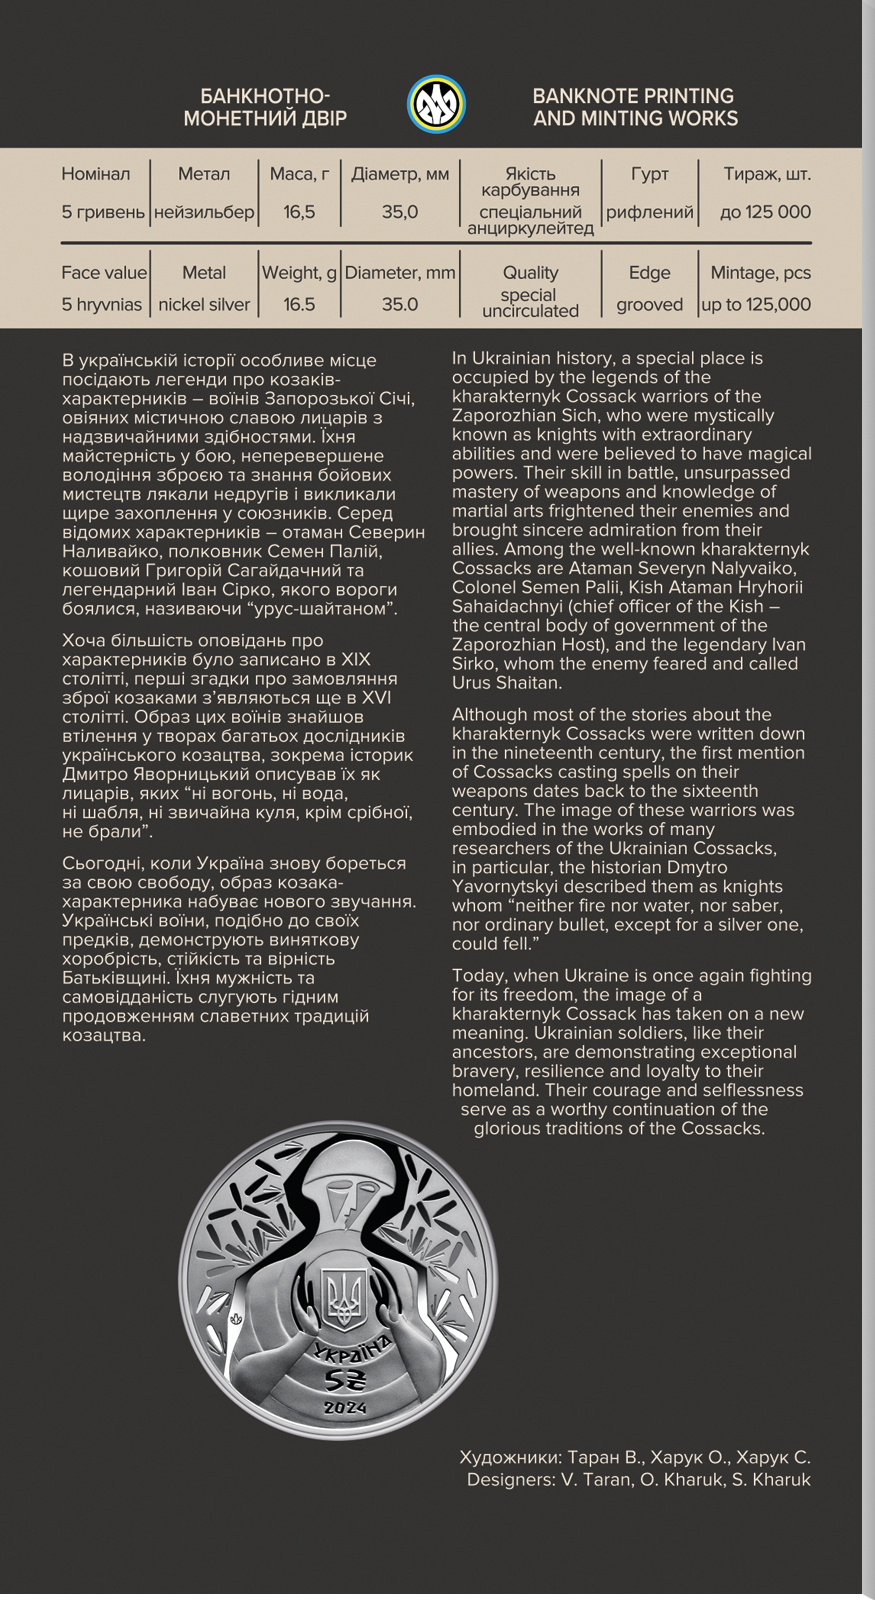 БАНКНОТНО-
МОНЕТНИЙ ДВІР
BANKNOTE PRINTING
AND MINTING WORKS
Номінал Метал Маса, г Діаметр, мм Якість карбування Гурт Тираж, шт.
5 гривень нейзильбер 16,5 35,0 спеціальний анциркулейтед рифлений до 125 000
Face value Metal Weight, g Diameter, mm Quality Edge Mintage, pcs
5 hryvnias nickel silver 16.5 35.0 special uncirculated grooved up to 125,000
В українській історії особливе місце
посідають легенди про козаків-
характерників – воїнів Запорозької Січі,
овіяних містичною славою лицарів з
надзвичайними здібностями. Їхня
майстерність у бою, неперевершене
володіння зброєю та знання бойових
мистецтв лякали недругів і викликали
щире захоплення у союзників. Серед
відомих характерників – отаман Северин
Наливайко, полковник Семен Палій,
кошовий Григорій Сагайдачний та
легендарний Іван Сірко, якого вороги
боялися, називаючи “урус-шайтаном”.
Хоча більшість оповідань про
характерників було записано в XIX
столітті, перші згадки про замовляння
зброї козаками з’являються ще в XVI
столітті. Образ цих воїнів знайшов
втілення у творах багатьох дослідників
українського козацтва, зокрема історик
Дмитро Яворницький описував їх як
лицарів, яких “ні вогонь, ні вода,
ні шабля, ні звичайна куля, крім срібної,
не брали”.
Сьогодні, коли Україна знову бореться
за свою свободу, образ козака-
характерника набуває нового звучання.
Українські воїни, подібно до своїх
предків, демонструють виняткову
хоробрість, стійкість та вірність
Батьківщині. Їхня мужність та
самовідданість слугують гідним
продовженням славетних традицій
козацтва.
In Ukrainian history, a special place is
occupied by the legends of the
kharakternyk Cossack warriors of the
Zaporozhian Sich, who were mystically
known as knights with extraordinary
abilities and were believed to have magical
powers. Their skill in battle, unsurpassed
mastery of weapons and knowledge of
martial arts frightened their enemies and
brought sincere admiration from their
allies. Among the well-known kharakternyk
Cossacks are Ataman Severyn Nalyvaiko,
Colonel Semen Palii, Kish Ataman Hryhorii
Sahaidachnyi (chief officer of the Kish –
the central body of government of the
Zaporozhian Host), and the legendary Ivan
Sirko, whom the enemy feared and called
Urus Shaitan.
Although most of the stories about the
kharakternyk Cossacks were written down
in the nineteenth century, the first mention
of Cossacks casting spells on their
weapons dates back to the sixteenth
century. The image of these warriors was
embodied in the works of many
researchers of the Ukrainian Cossacks,
in particular, the historian Dmytro
Yavornytskyi described them as knights
whom “neither fire nor water, nor saber,
nor ordinary bullet, except for a silver one,
could fell.”
Today, when Ukraine is once again fighting
for its freedom, the image of a
kharakternyk Cossack has taken on a new
meaning. Ukrainian soldiers, like their
ancestors, are demonstrating exceptional
bravery, resilience and loyalty to their
homeland. Their courage and selflessness
serve as a worthy continuation of the
glorious traditions of the Cossacks.
УКРАЇНА
5 ₴
2024
Художники: Таран В., Харук О., Харук С.
Designers: V. Taran, O. Kharuk, S. Kharuk